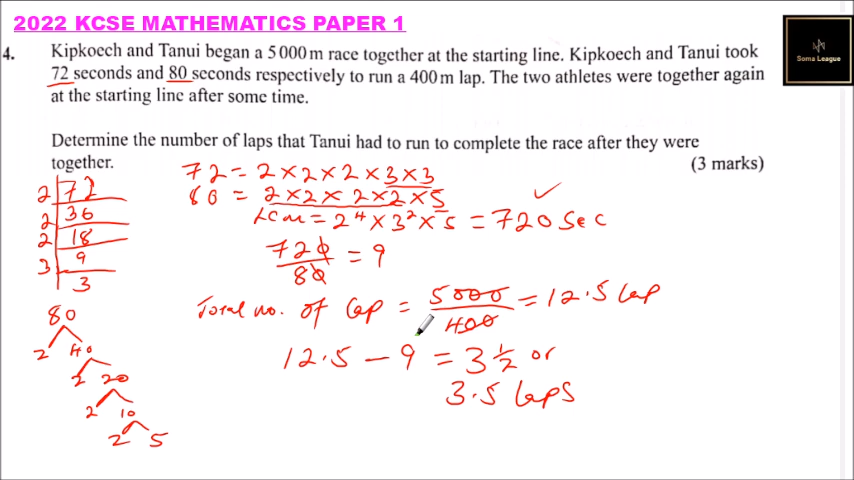 2022 KCSE MATHEMATICS PAPER 1
Soma League
4. Kipkoech and Tanui began a 5 000 m race together at the starting line. Kipkoech and Tanui took
72 seconds and 80 seconds respectively to run a 400 m lap. The two athletes were together again
at the starting line after some time.
Determine the number of laps that Tanui had to run to complete the race after they were
together.
(3 marks)
72 = 2 × 2 × 2 × 3 × 3
80 = 2 × 2 × 2 × 2 × 5
LCM = 2⁴ × 3² × 5 = 720 Sec
720/80 = 9
Total no. of lap = 5000/400 = 12.5 lap
12.5 − 9 = 3 ½ or
3.5 laps
2 72
2 36
2 18
3 9
3
80
2 40
2 20
2 10
2 5